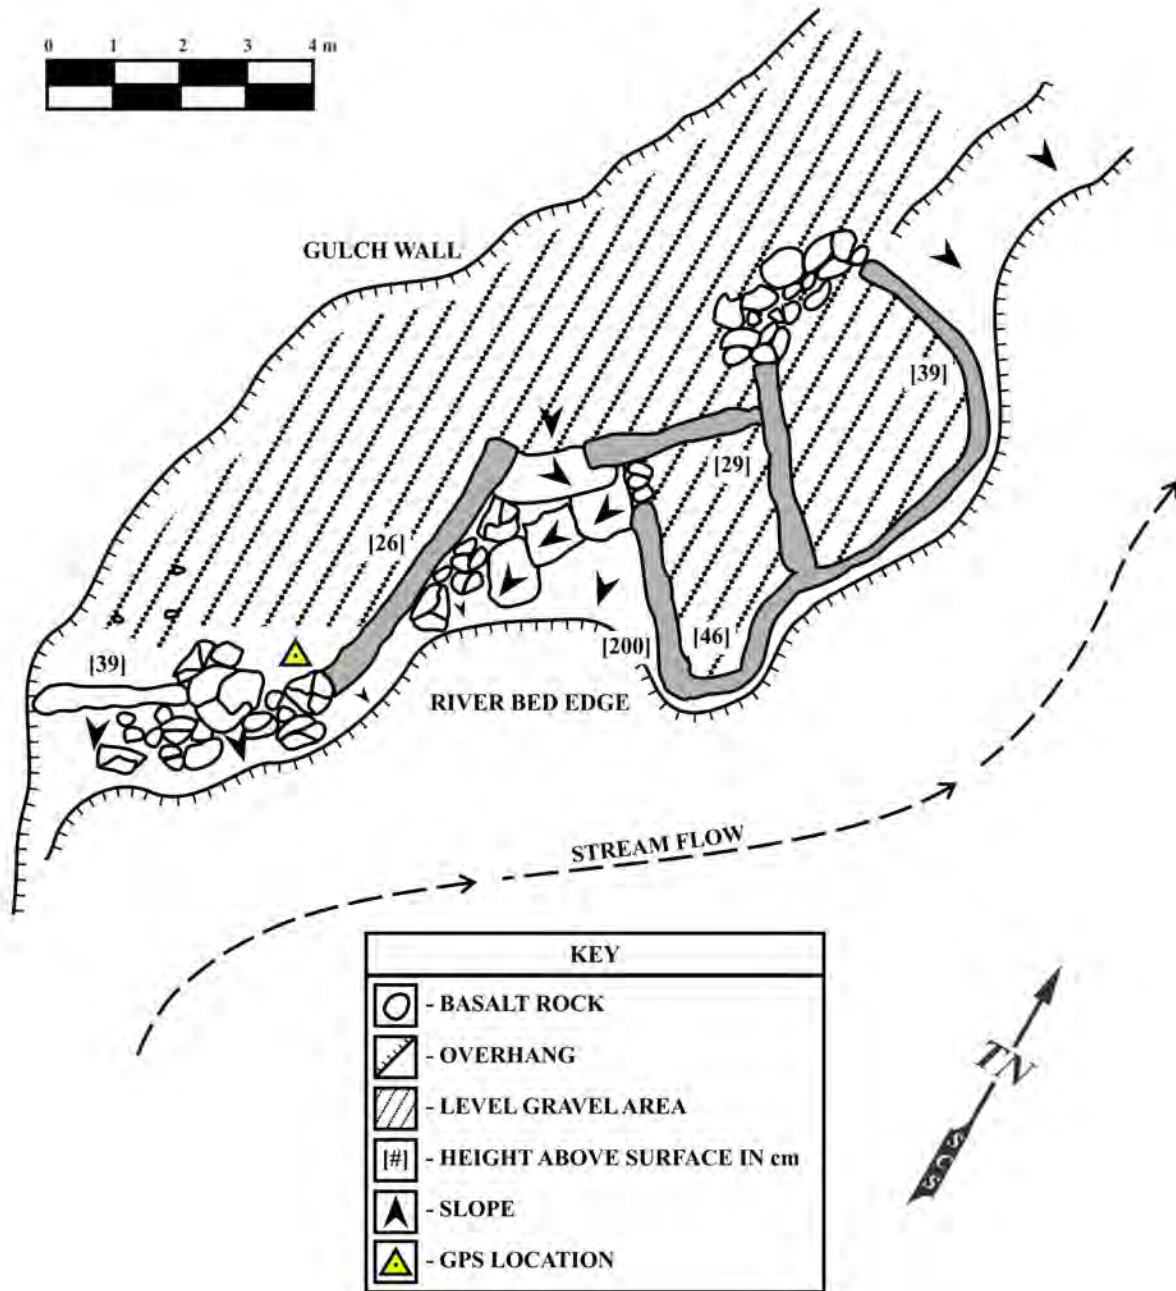 0 1 2 3 4 m
GULCH WALL
[39]
[29]
[26]
[200]
[46]
[39]
RIVER BED EDGE
STREAM FLOW
KEY
- BASALT ROCK
- OVERHANG
- LEVEL GRAVEL AREA
[#] - HEIGHT ABOVE SURFACE IN cm
- SLOPE
- GPS LOCATION
TN
SCS